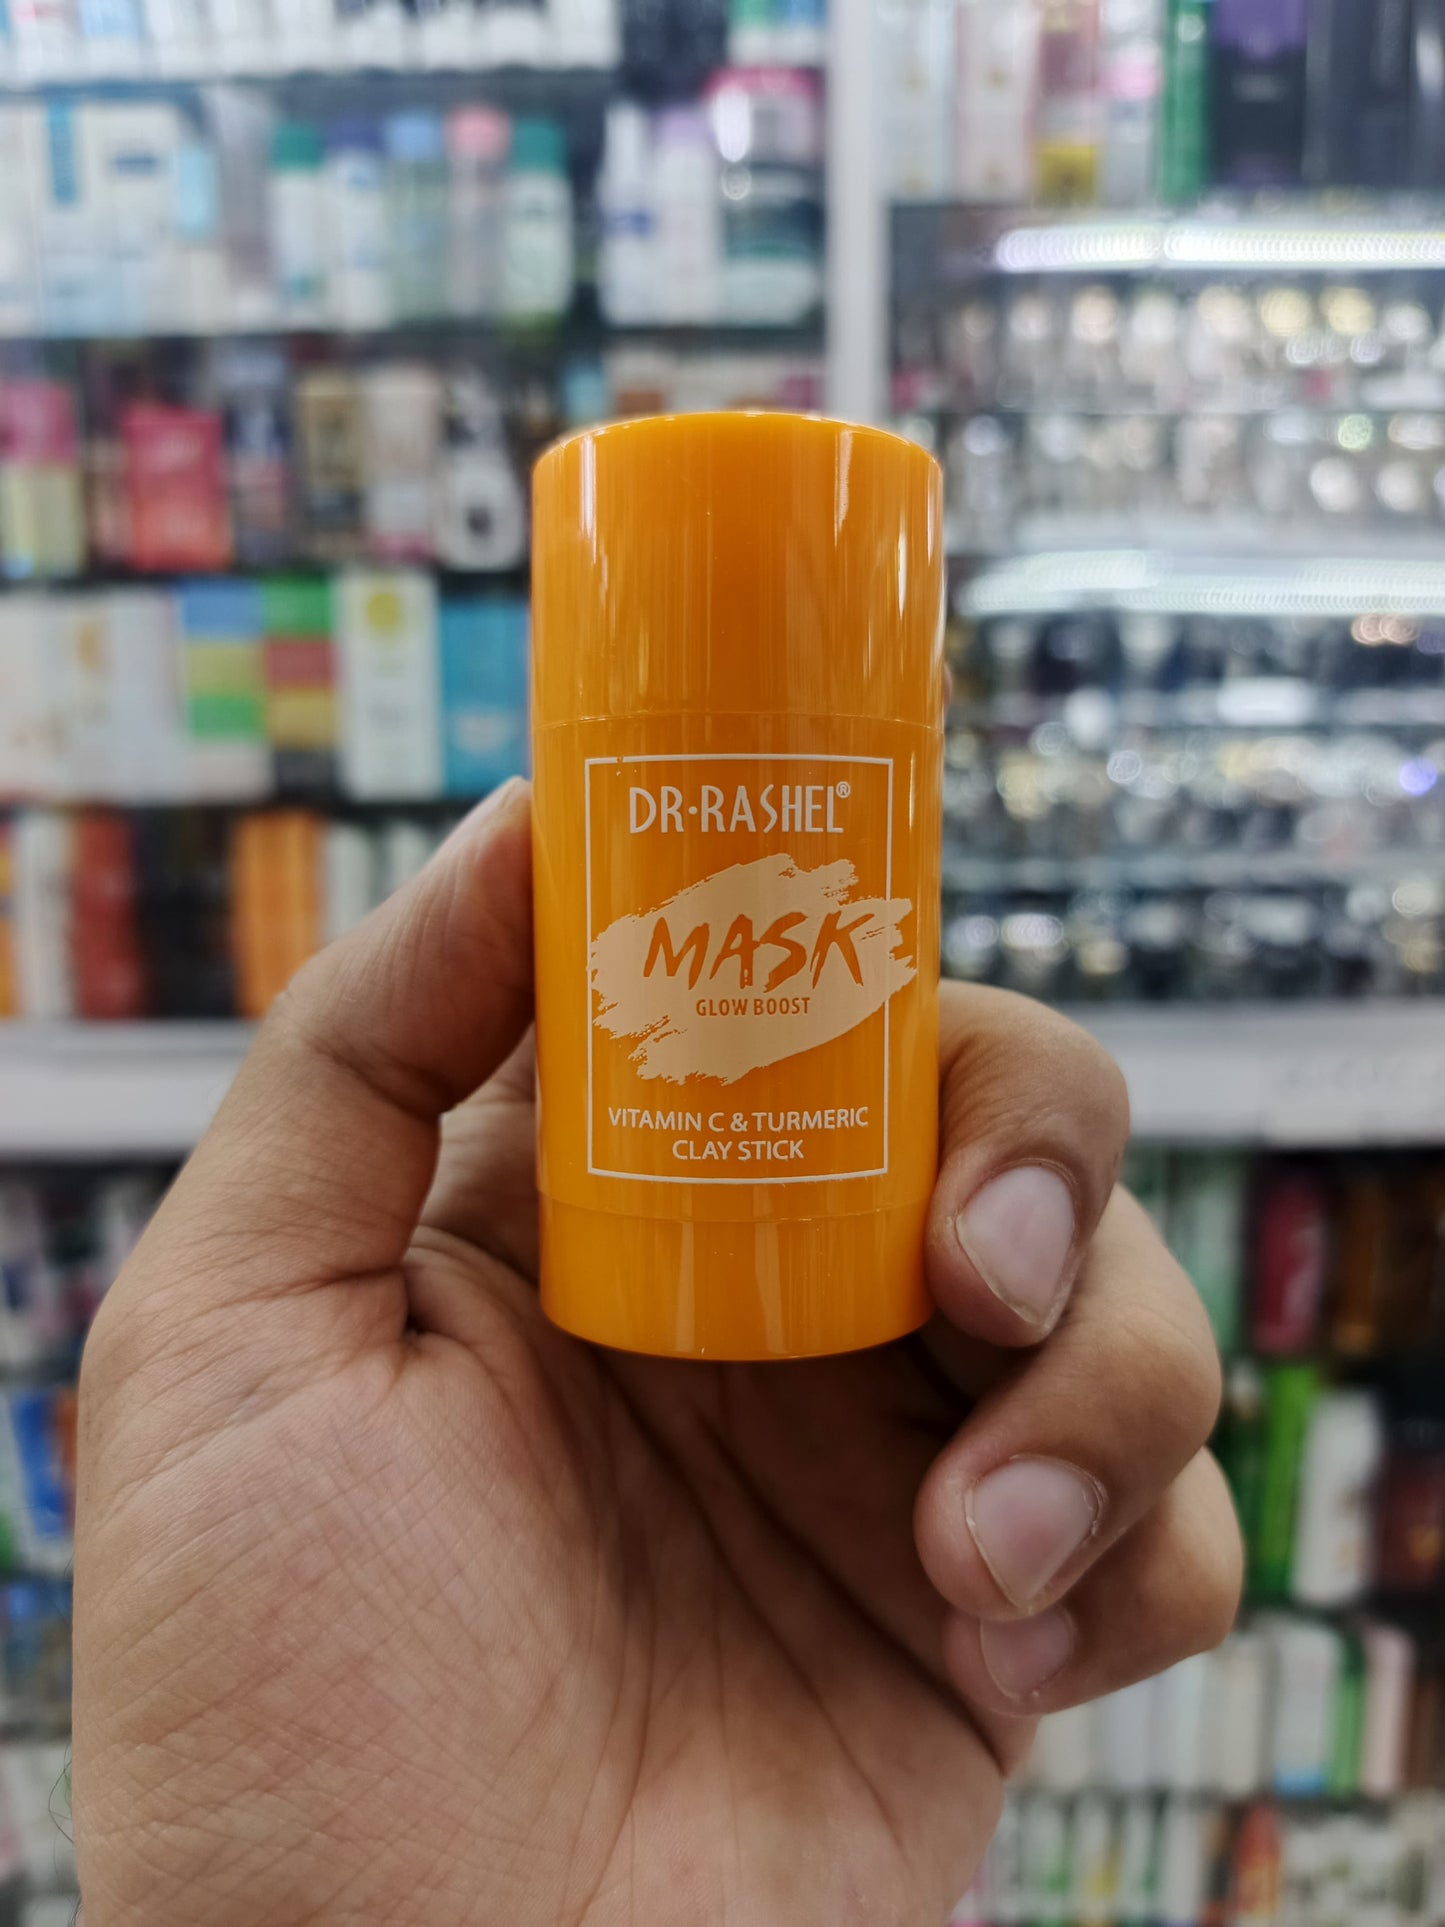 DR·RASHEL®
MASK
GLOW BOOST
VITAMIN C & TURMERIC
CLAY STICK